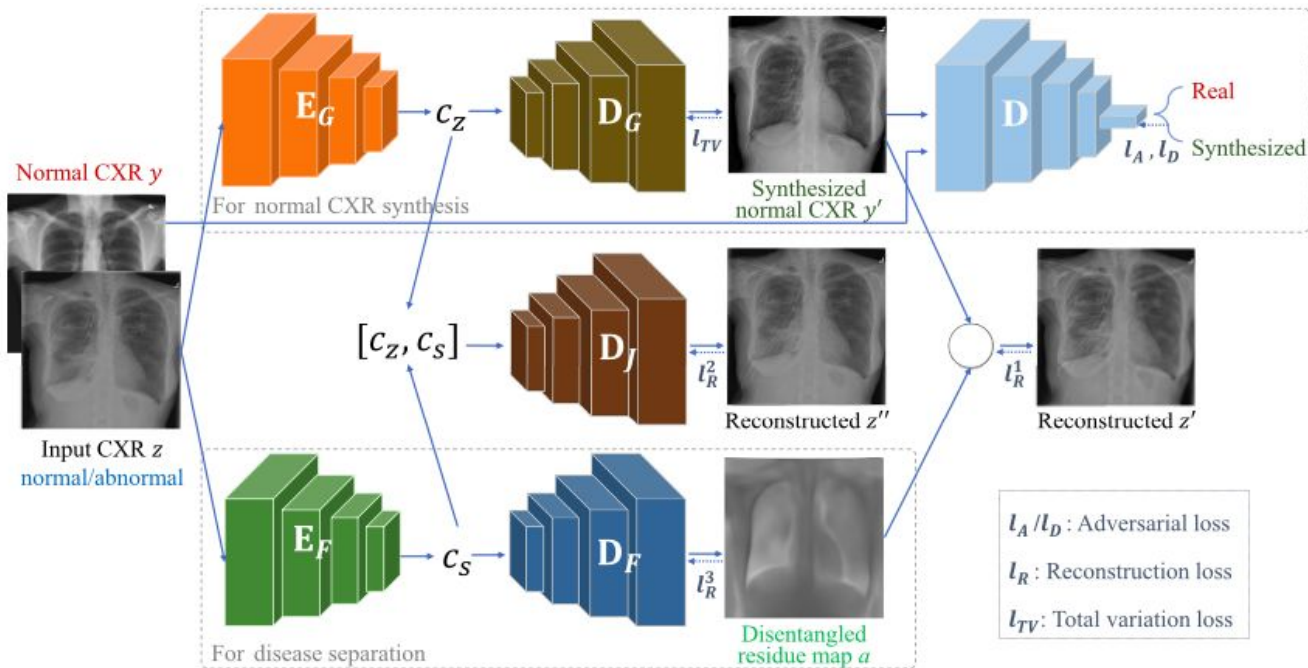 E_G
c_z
D_G
l_TV
D
Real
l_A , l_D
Synthesized
Normal CXR y
For normal CXR synthesis
Synthesized
normal CXR y′
[c_z, c_s]
D_J
l_R^2
l_R^1
Reconstructed z′′
Reconstructed z′
Input CXR z
normal/abnormal
E_F
c_s
D_F
l_R^3
l_A /l_D : Adversarial loss
l_R : Reconstruction loss
l_TV: Total variation loss
For disease separation
Disentangled
residue map a